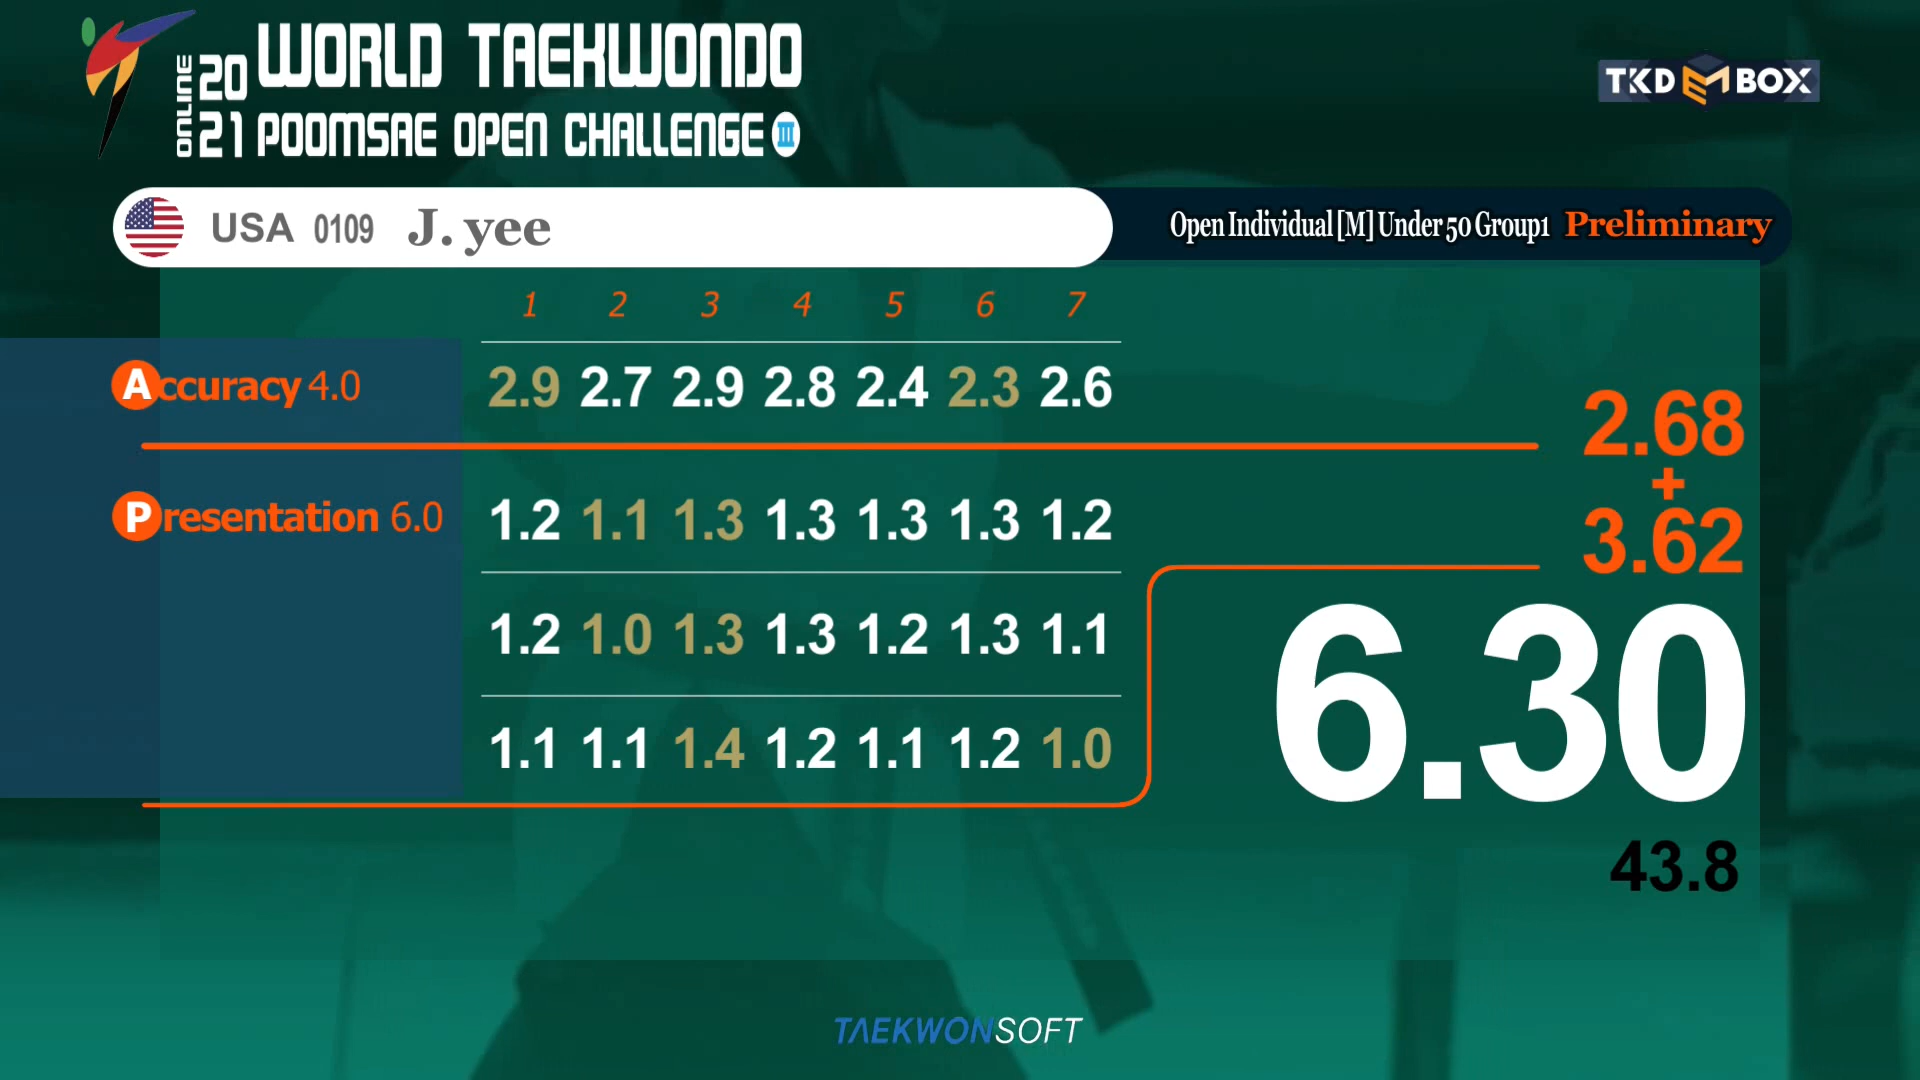 ONLINE
20
21
WORLD TAEKWONDO
POOMSAE OPEN CHALLENGE III
TKD BOX
USA 0109 J. yee
Open Individual [M] Under 50 Group1 Preliminary
1 2 3 4 5 6 7
Accuracy 4.0
2.9 2.7 2.9 2.8 2.4 2.3 2.6
2.68
+
3.62
Presentation 6.0
1.2 1.1 1.3 1.3 1.3 1.3 1.2
1.2 1.0 1.3 1.3 1.2 1.3 1.1
1.1 1.1 1.4 1.2 1.1 1.2 1.0
6.30
43.8
TAEKWONSOFT